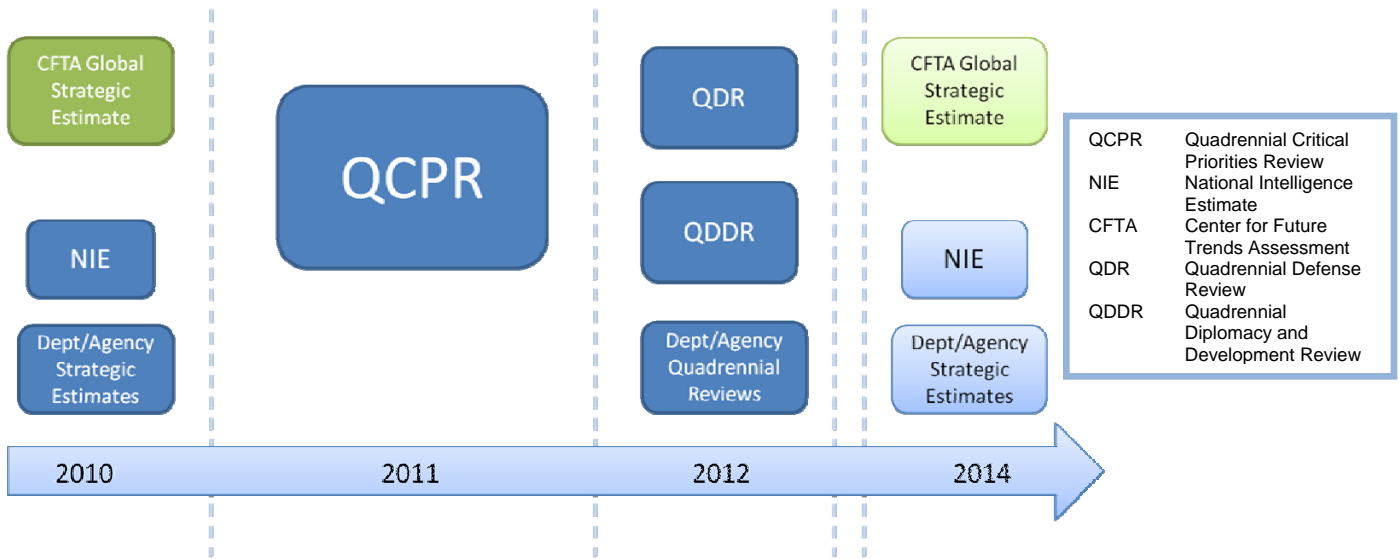 CFTA Global
Strategic
Estimate
NIE
Dept/Agency
Strategic
Estimates
QCPR
QDR
QDDR
Dept/Agency
Quadrennial
Reviews
CFTA Global
Strategic
Estimate
NIE
Dept/Agency
Strategic
Estimates
2010 2011 2012 2014
QCPR Quadrennial Critical
Priorities Review
NIE National Intelligence
Estimate
CFTA Center for Future
Trends Assessment
QDR Quadrennial Defense
Review
QDDR Quadrennial
Diplomacy and
Development Review